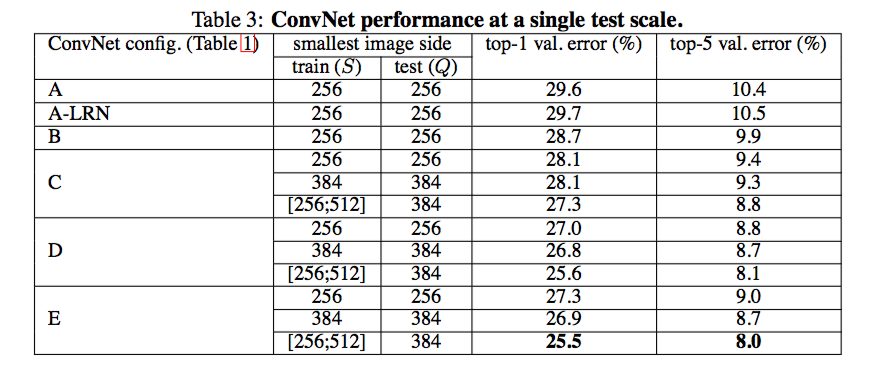 Table 3: ConvNet performance at a single test scale.
ConvNet config. (Table 1) smallest image side top-1 val. error (%) top-5 val. error (%)
train (S) test (Q)
A 256 256 29.6 10.4
A-LRN 256 256 29.7 10.5
B 256 256 28.7 9.9
256 256 28.1 9.4
C 384 384 28.1 9.3
[256;512] 384 27.3 8.8
256 256 27.0 8.8
D 384 384 26.8 8.7
[256;512] 384 25.6 8.1
256 256 27.3 9.0
E 384 384 26.9 8.7
[256;512] 384 25.5 8.0